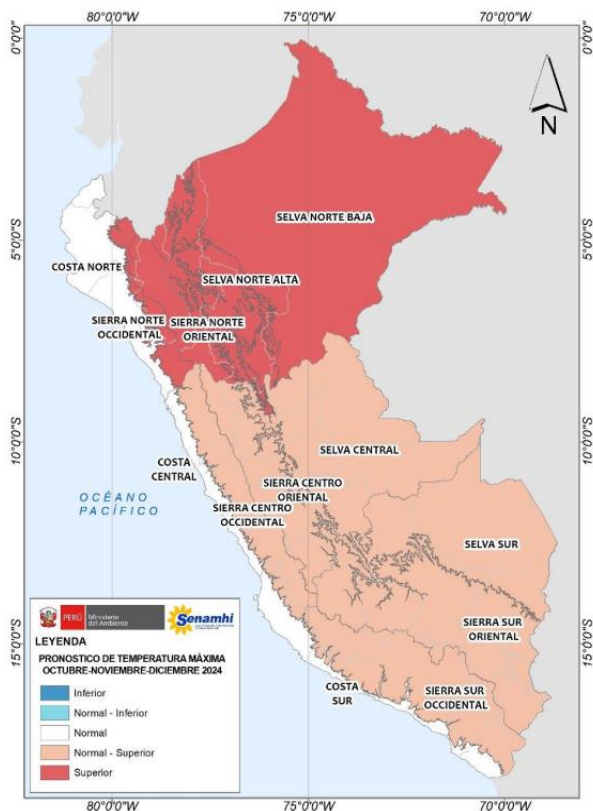 80°0'0"W
75°0'0"W
70°0'0"W
0°0'0"
0°0'0"
N
SELVA NORTE BAJA
5°0'0"S
5°0'0"S
COSTA NORTE
SELVA NORTE ALTA
SIERRA NORTE
OCCIDENTAL
SIERRA NORTE
ORIENTAL
10°0'0"S
10°0'0"S
SELVA CENTRAL
COSTA
CENTRAL
SIERRA CENTRO
ORIENTAL
OCÉANO
PACÍFICO
SIERRA CENTRO
OCCIDENTAL
SELVA SUR
SIERRA SUR
ORIENTAL
15°0'0"S
15°0'0"S
COSTA
SUR
SIERRA SUR
OCCIDENTAL
PERÚ
Ministerio
del Ambiente
Senamhi
LEYENDA
PRONOSTICO DE TEMPERATURA MÁXIMA
OCTUBRE-NOVIEMBRE-DICIEMBRE 2024
Inferior
Normal - Inferior
Normal
Normal - Superior
Superior
80°0'0"W
75°0'0"W
70°0'0"W